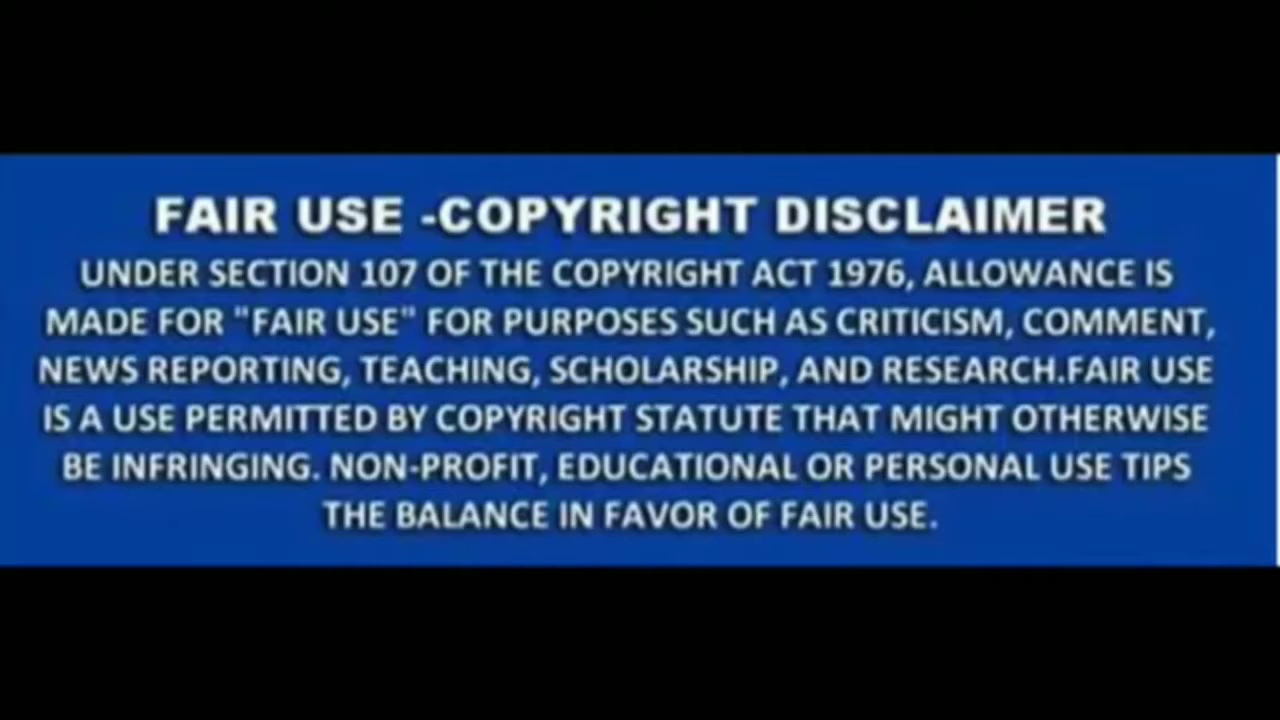 FAIR USE -COPYRIGHT DISCLAIMER
UNDER SECTION 107 OF THE COPYRIGHT ACT 1976, ALLOWANCE IS
MADE FOR "FAIR USE" FOR PURPOSES SUCH AS CRITICISM, COMMENT,
NEWS REPORTING, TEACHING, SCHOLARSHIP, AND RESEARCH.FAIR USE
IS A USE PERMITTED BY COPYRIGHT STATUTE THAT MIGHT OTHERWISE
BE INFRINGING. NON-PROFIT, EDUCATIONAL OR PERSONAL USE TIPS
THE BALANCE IN FAVOR OF FAIR USE.